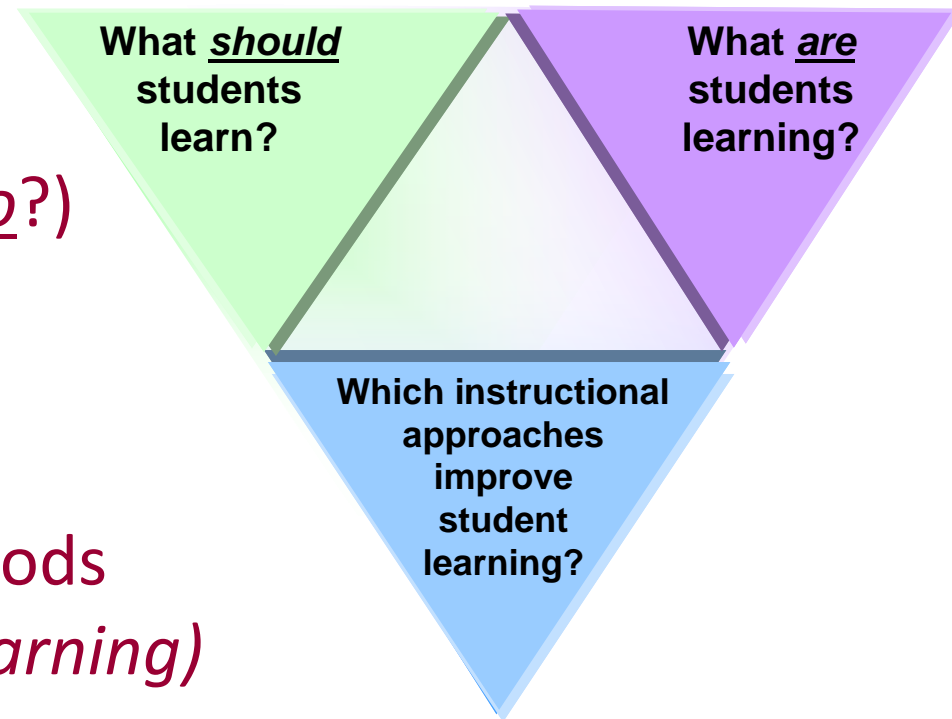 What should
students
learn?
What are
students
learning?
?)
Which instructional
approaches
improve
student
learning?
ods
arning)